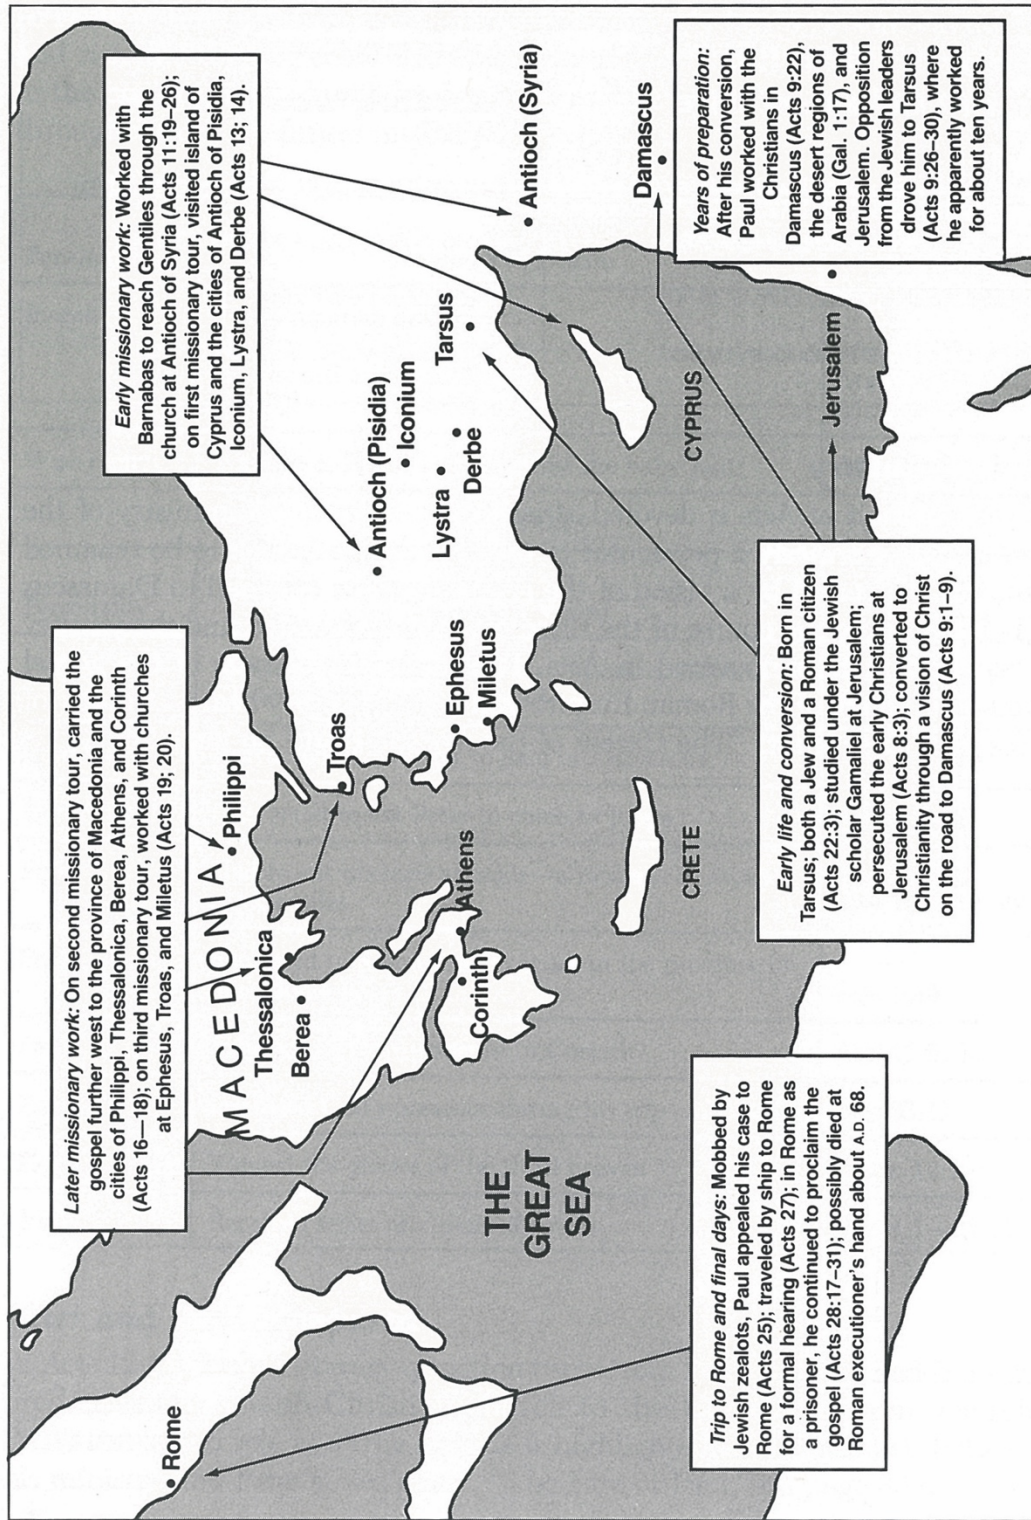 Later missionary work: On second missionary tour, carried the
gospel further west to the province of Macedonia and the
cities of Philippi, Thessalonica, Berea, Athens, and Corinth
(Acts 16—18); on third missionary tour, worked with churches
at Ephesus, Troas, and Miletus (Acts 19; 20).
Early missionary work: Worked with
Barnabas to reach Gentiles through the
church at Antioch of Syria (Acts 11:19–26);
on first missionary tour, visited island of
Cyprus and the cities of Antioch of Pisidia,
Iconium, Lystra, and Derbe (Acts 13; 14).
Rome
MACEDONIA
Philippi
Thessalonica
Berea
Troas
Antioch (Pisidia)
Iconium
Lystra
Derbe
Tarsus
Antioch (Syria)
Ephesus
Miletus
Athens
Corinth
THE
GREAT
SEA
CRETE
CYPRUS
Damascus
Jerusalem
Trip to Rome and final days: Mobbed by
Jewish zealots, Paul appealed his case to
Rome (Acts 25); traveled by ship to Rome
for a formal hearing (Acts 27); in Rome as
a prisoner, he continued to proclaim the
gospel (Acts 28:17–31); possibly died at
Roman executioner's hand about A.D. 68.
Early life and conversion: Born in
Tarsus; both a Jew and a Roman citizen
(Acts 22:3); studied under the Jewish
scholar Gamaliel at Jerusalem;
persecuted the early Christians at
Jerusalem (Acts 8:3); converted to
Christianity through a vision of Christ
on the road to Damascus (Acts 9:1–9).
Years of preparation:
After his conversion,
Paul worked with the
Christians in
Damascus (Acts 9:22),
the desert regions of
Arabia (Gal. 1:17), and
Jerusalem. Opposition
from the Jewish leaders
drove him to Tarsus
(Acts 9:26–30), where
he apparently worked
for about ten years.